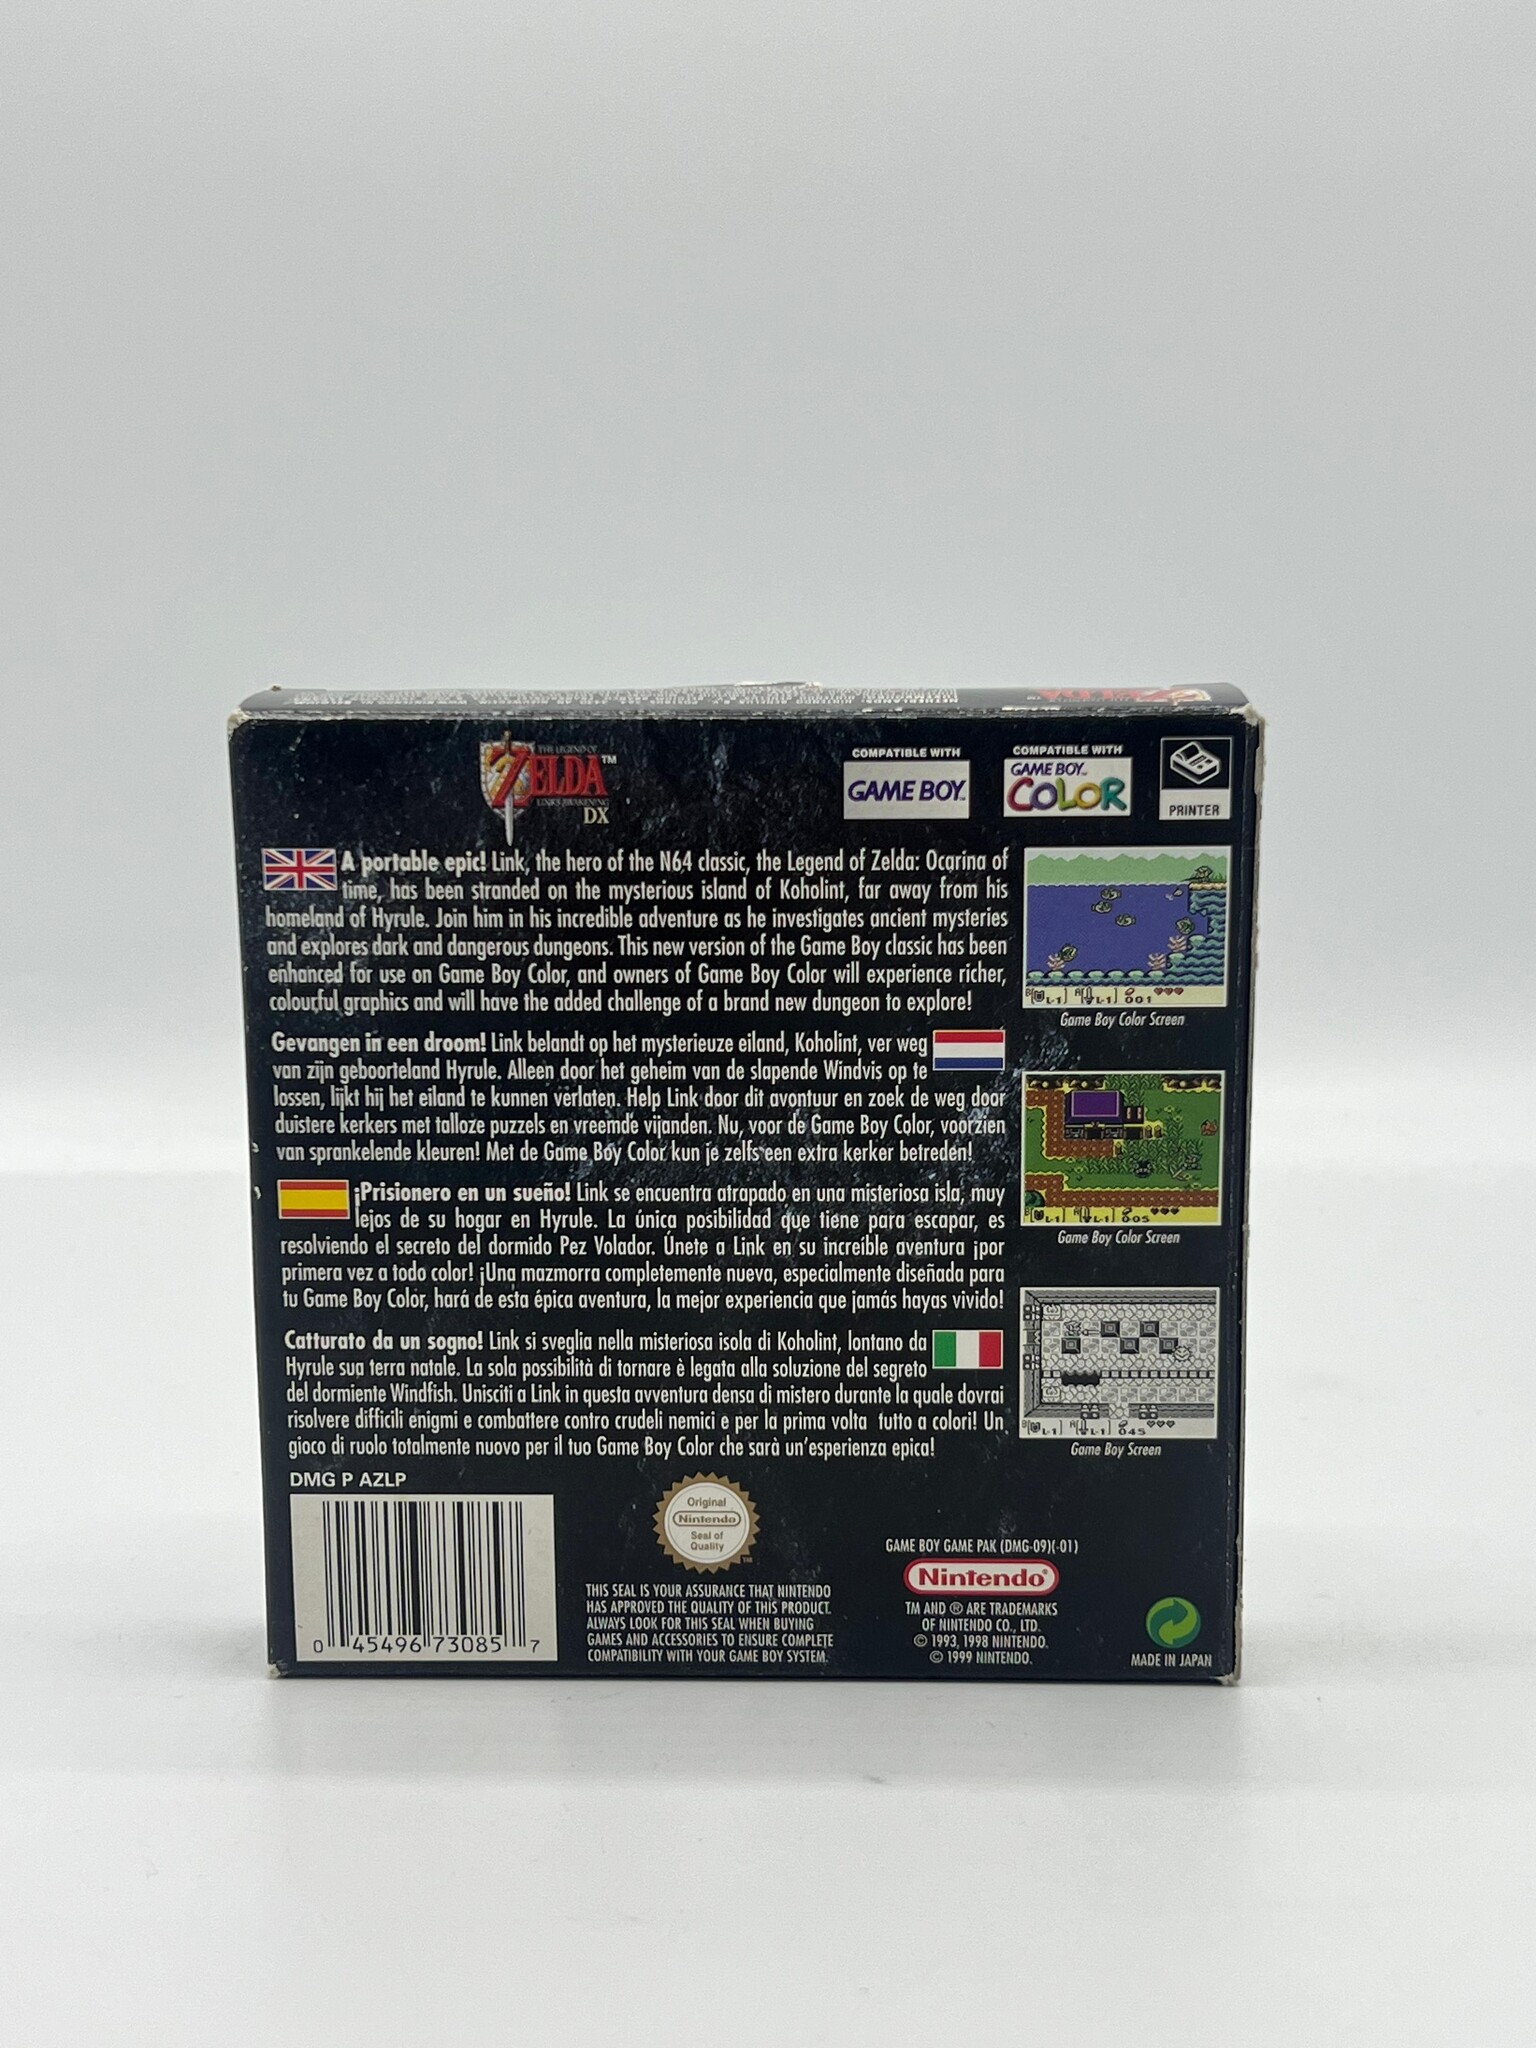 THE LEGEND OF
ZELDA™
LINK'S AWAKENING
DX
COMPATIBLE WITH
GAME BOY™
COMPATIBLE WITH
GAME BOY™
COLOR
PRINTER
A portable epic! Link, the hero of the N64 classic, the Legend of Zelda: Ocarina of
time, has been stranded on the mysterious island of Koholint, far away from his
homeland of Hyrule. Join him in his incredible adventure as he investigates ancient mysteries
and explores dark and dangerous dungeons. This new version of the Game Boy classic has been
enhanced for use on Game Boy Color, and owners of Game Boy Color will experience richer,
colourful graphics and will have the added challenge of a brand new dungeon to explore!
Gevangen in een droom! Link belandt op het mysterieuze eiland, Koholint, ver weg
van zijn geboorteland Hyrule. Alleen door het geheim van de slapende Windvis op te
lossen, lijkt hij het eiland te kunnen verlaten. Help Link door dit avontuur en zoek de weg door
duistere kerkers met talloze puzzels en vreemde vijanden. Nu, voor de Game Boy Color, voorzien
van sprankelende kleuren! Met de Game Boy Color kun je zelfs een extra kerker betreden!
¡Prisionero en un sueño! Link se encuentra atrapado en una misteriosa isla, muy
lejos de su hogar en Hyrule. La única posibilidad que tiene para escapar, es
resolviendo el secreto del dormido Pez Volador. Únete a Link en su increíble aventura ¡por
primera vez a todo color! ¡Una mazmorra completamente nueva, especialmente diseñada para
tu Game Boy Color, hará de esta épica aventura, la mejor experiencia que jamás hayas vivido!
Catturato da un sogno! Link si sveglia nella misteriosa isola di Koholint, lontano da
Hyrule sua terra natale. La sola possibilità di tornare è legata alla soluzione del segreto
del dormiente Windfish. Unisciti a Link in questa avventura densa di mistero durante la quale dovrai
risolvere difficili enigmi e combattere contro crudeli nemici e per la prima volta tutto a colori! Un
gioco di ruolo totalmente nuovo per il tuo Game Boy Color che sarà un'esperienza epica!
B L-1 A L-1 001
Game Boy Color Screen
B L-1 A L-1 005
Game Boy Color Screen
B L-1 A L-1 045
Game Boy Screen
DMG P AZLP
0 45496 73085 7
Original
Nintendo
Seal of
Quality
TM
THIS SEAL IS YOUR ASSURANCE THAT NINTENDO
HAS APPROVED THE QUALITY OF THIS PRODUCT.
ALWAYS LOOK FOR THIS SEAL WHEN BUYING
GAMES AND ACCESSORIES TO ENSURE COMPLETE
COMPATIBILITY WITH YOUR GAME BOY SYSTEM.
GAME BOY GAME PAK (DMG-09)(-01)
Nintendo®
TM AND ® ARE TRADEMARKS
OF NINTENDO CO., LTD.
© 1993, 1998 NINTENDO.
© 1999 NINTENDO.
MADE IN JAPAN